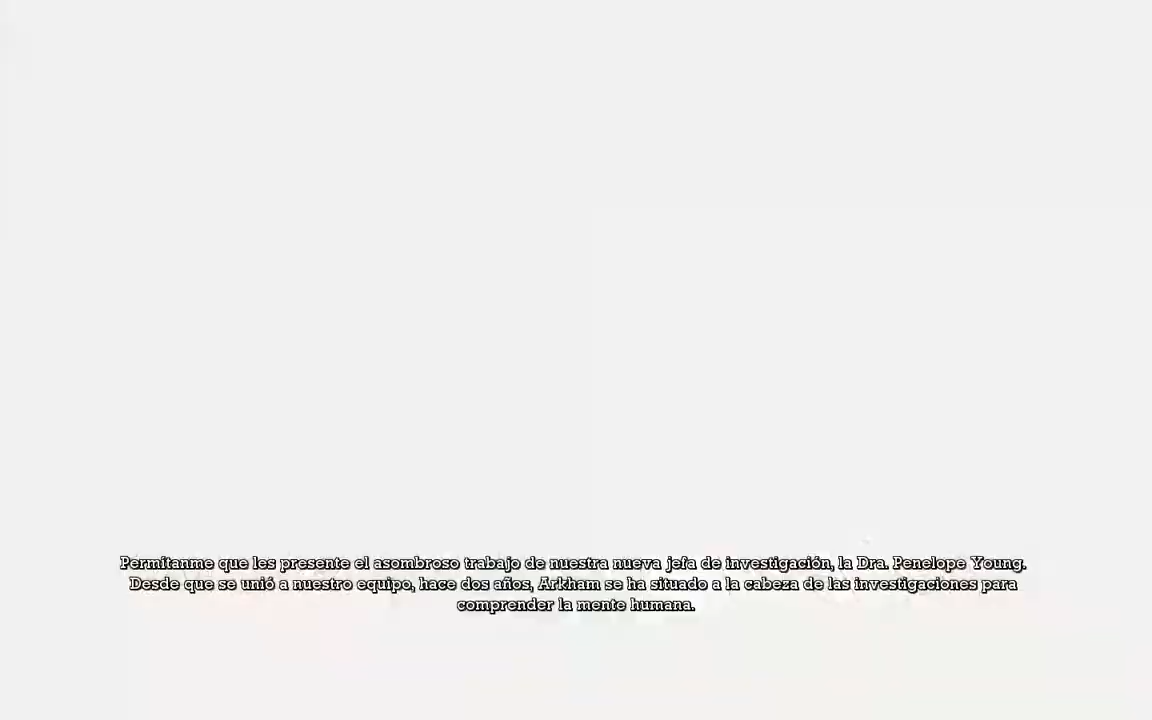 Permítanme que les presente el asombroso trabajo de nuestra nueva jefa de investigación, la Dra. Penelope Young.
Desde que se unió a nuestro equipo, hace dos años, Arkham se ha situado a la cabeza de las investigaciones para
comprender la mente humana.